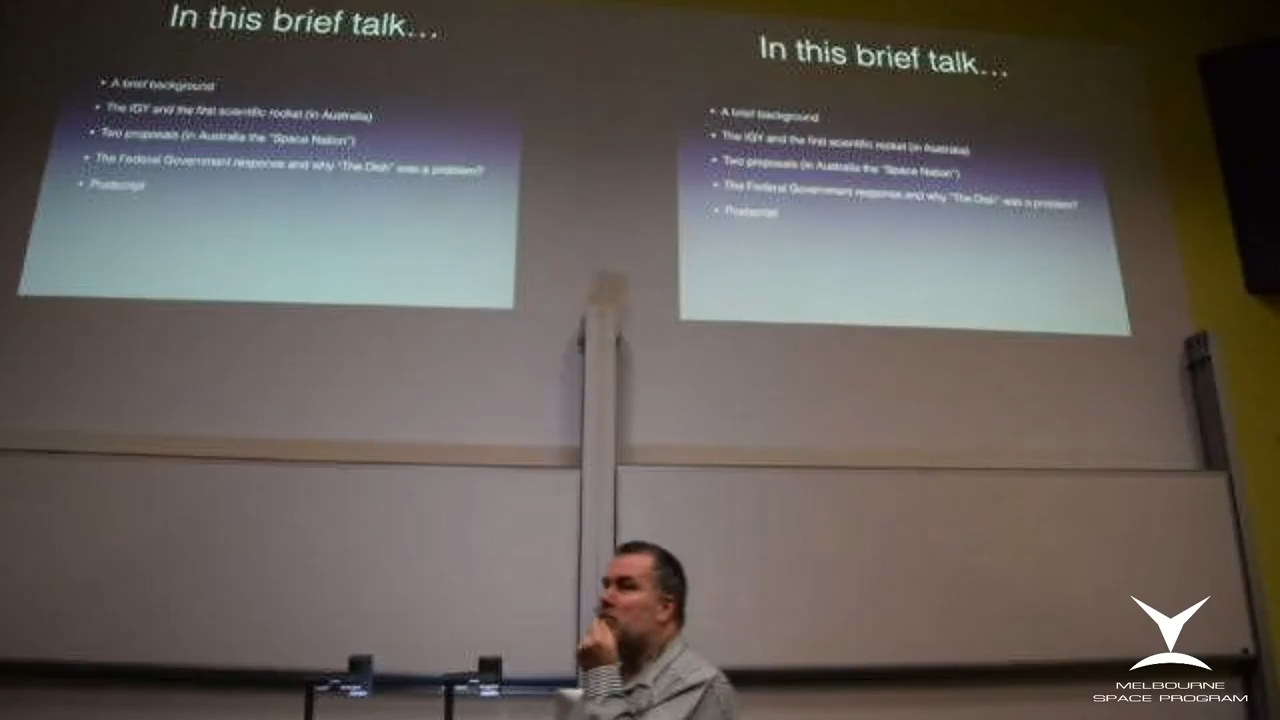 In this brief talk...
• A brief background
• The IGY and the first scientific rocket (in Australia)
• Two proposals (in Australia the "Space Nation")
• The Federal Government response and why "The Dish" was a problem?
• Postscript
In this brief talk...
• A brief background
• The IGY and the first scientific rocket (in Australia)
• Two proposals (in Australia the "Space Nation")
• The Federal Government response and why "The Dish" was a problem?
• Postscript
MELBOURNE
SPACE PROGRAM